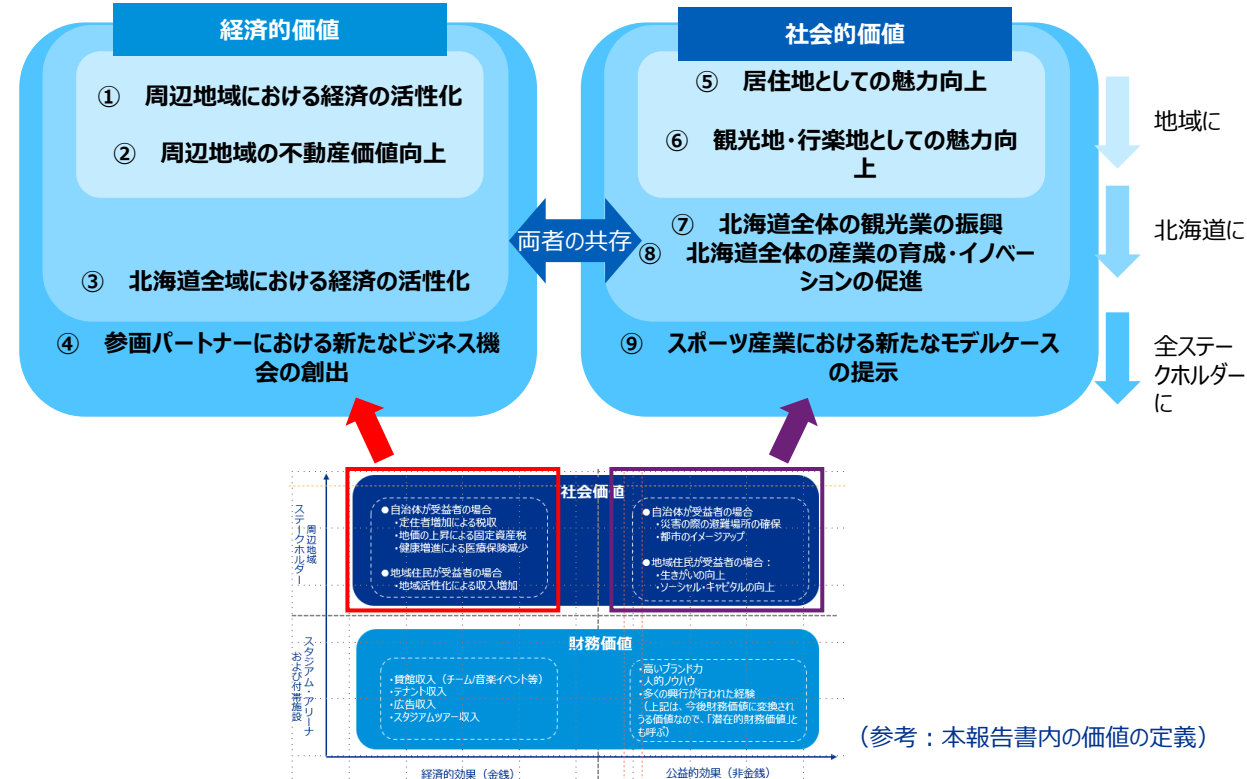 経済的価値
① 周辺地域における経済の活性化
② 周辺地域の不動産価値向上
③ 北海道全域における経済の活性化
④ 参画パートナーにおける新たなビジネス機
会の創出
両者の共存
社会的価値
⑤ 居住地としての魅力向上
⑥ 観光地・行楽地としての魅力向
上
⑦ 北海道全体の観光業の振興
⑧ 北海道全体の産業の育成・イノベー
ションの促進
⑨ スポーツ産業における新たなモデルケース
の提示
地域に
北海道に
全ステー
クホルダー
に
周辺地域
ステークホルダー
社会価値
●自治体が受益者の場合
・定住者増加による税収
・地価の上昇による固定資産税
・健康増進による医療保険減少
●地域住民が受益者の場合
・地域活性化による収入増加
●自治体が受益者の場合
・災害の際の避難場所の確保
・都市のイメージアップ
●地域住民が受益者の場合：
・生きがいの向上
・ソーシャル・キャピタルの向上
スタジアム・アリーナ
および付帯施設
財務価値
・貸館収入（チーム/音楽イベント等）
・テナント収入
・広告収入
・スタジアムツアー収入
・高いブランド力
・人的ノウハウ
・多くの興行が行われた経験
（上記は、今後財務価値に変換され
うる価値なので、「潜在的財務価値」と
も呼ぶ）
経済的効果（金銭）
公益的効果（非金銭）
（参考：本報告書内の価値の定義）